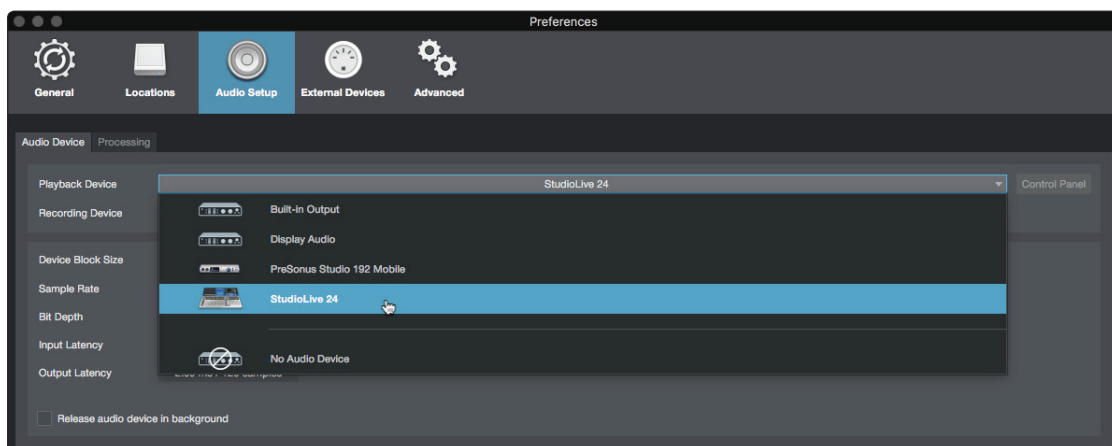 Preferences
General Locations Audio Setup External Devices Advanced
Audio Device Processing
Playback Device StudioLive 24 Control Panel
Recording Device Built-in Output
Display Audio
Device Block Size PreSonus Studio 192 Mobile
Sample Rate StudioLive 24
Bit Depth
Input Latency No Audio Device
Output Latency
Release audio device in background